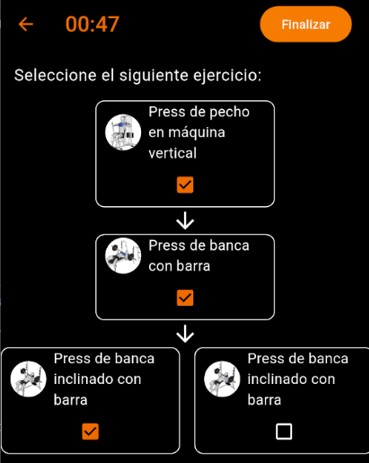 00:47
Finalizar
Seleccione el siguiente ejercicio:
Press de pecho
en máquina
vertical
Press de banca
con barra
Press de banca
inclinado con
barra
Press de banca
inclinado con
barra